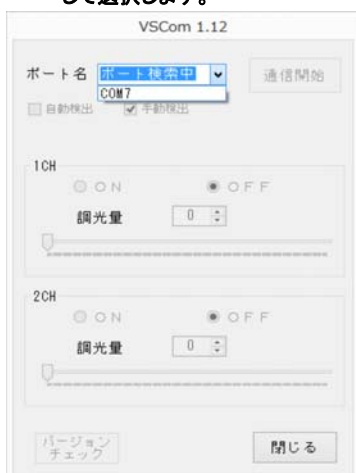 して選択します。
VSCom 1.12
ポート名 ポート検索中 通信開始
COM7
自動検出 手動検出
1CH
ON OFF
調光量 0
2CH
ON OFF
調光量 0
バージョン
チェック 閉じる